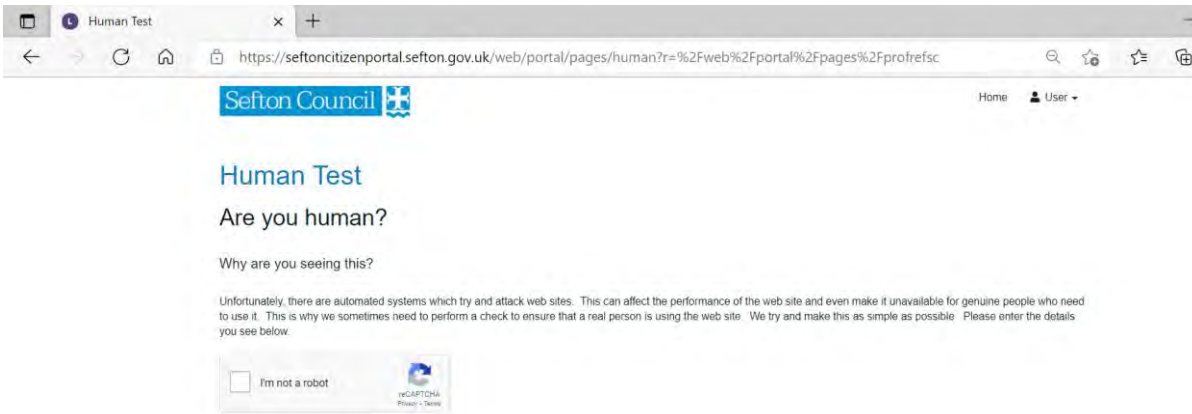 Human Test
https://seftoncitizenportal.sefton.gov.uk/web/portal/pages/human?r=%2Fweb%2Fportal%2Fpages%2Fprofrefsc
Sefton Council
Home User
Human Test
Are you human?
Why are you seeing this?
Unfortunately, there are automated systems which try and attack web sites. This can affect the performance of the web site and even make it unavailable for genuine people who need
to use it. This is why we sometimes need to perform a check to ensure that a real person is using the web site. We try and make this as simple as possible. Please enter the details
you see below.
I'm not a robot
reCAPTCHA
Privacy - Terms